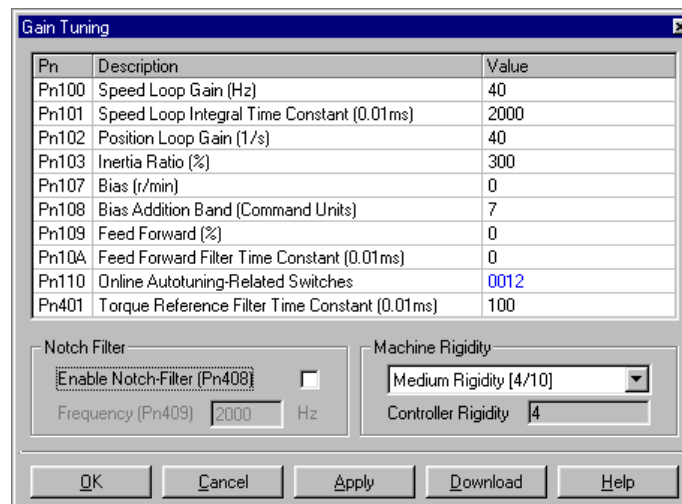 Gain Tuning
Pn Description Value
Pn100 Speed Loop Gain (Hz) 40
Pn101 Speed Loop Integral Time Constant (0.01ms) 2000
Pn102 Position Loop Gain (1/s) 40
Pn103 Inertia Ratio (%) 300
Pn107 Bias (r/min) 0
Pn108 Bias Addition Band (Command Units) 7
Pn109 Feed Forward (%) 0
Pn10A Feed Forward Filter Time Constant (0.01ms) 0
Pn110 Online Autotuning-Related Switches 0012
Pn401 Torque Reference Filter Time Constant (0.01ms) 100
Notch Filter
Enable Notch-Filter (Pn408)
Frequency (Pn409) 2000 Hz
Machine Rigidity
Medium Rigidity [4/10]
Controller Rigidity 4
OK Cancel Apply Download Help